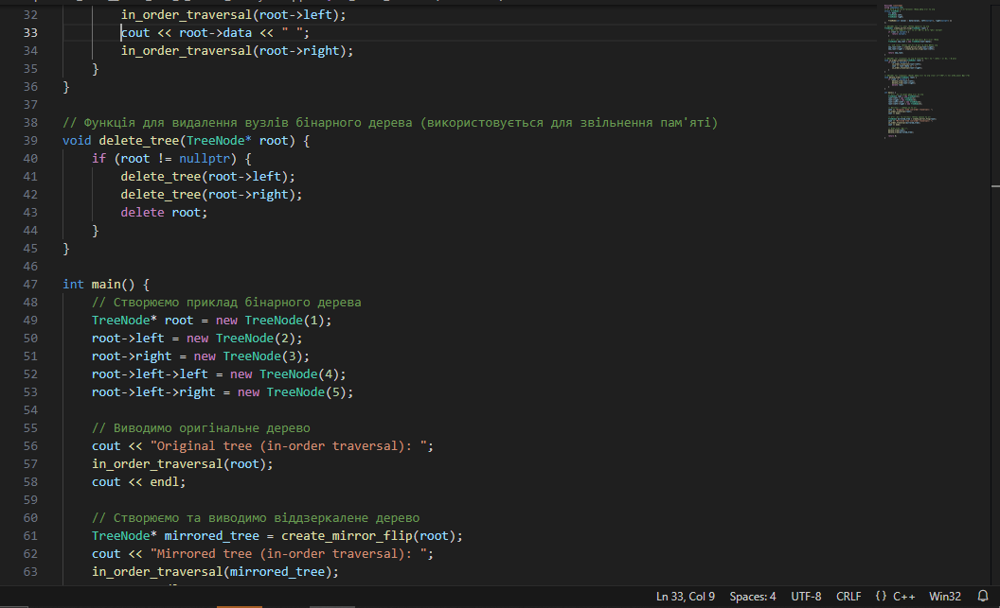 32 in_order_traversal(root->left);
33 cout << root->data << " ";
34 in_order_traversal(root->right);
35 }
36 }
37
38 // Функція для видалення вузлів бінарного дерева (використовується для звільнення пам'яті)
39 void delete_tree(TreeNode* root) {
40 if (root != nullptr) {
41 delete_tree(root->left);
42 delete_tree(root->right);
43 delete root;
44 }
45 }
46
47 int main() {
48 // Створюємо приклад бінарного дерева
49 TreeNode* root = new TreeNode(1);
50 root->left = new TreeNode(2);
51 root->right = new TreeNode(3);
52 root->left->left = new TreeNode(4);
53 root->left->right = new TreeNode(5);
54
55 // Виводимо оригінальне дерево
56 cout << "Original tree (in-order traversal): ";
57 in_order_traversal(root);
58 cout << endl;
59
60 // Створюємо та виводимо віддзеркалене дерево
61 TreeNode* mirrored_tree = create_mirror_flip(root);
62 cout << "Mirrored tree (in-order traversal): ";
63 in_order_traversal(mirrored_tree);
Ln 33, Col 9 Spaces: 4 UTF-8 CRLF {} C++ Win32